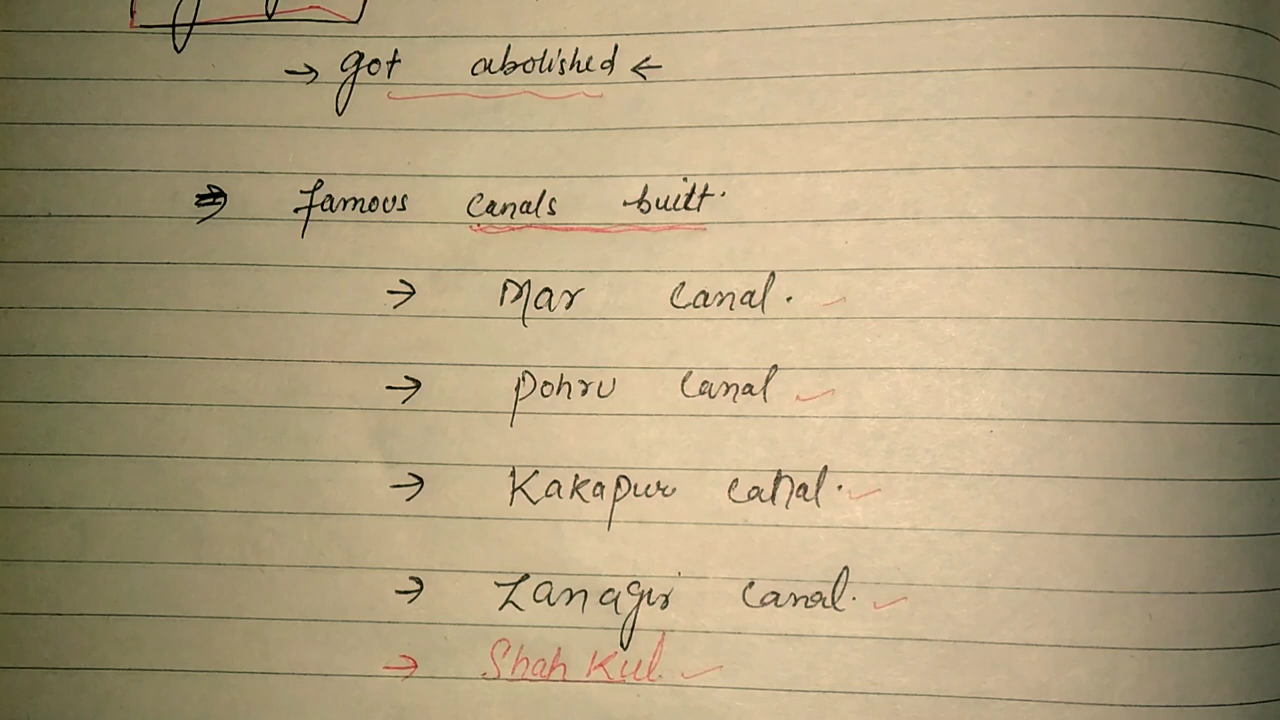 → got abolished ←
⇒ famous canals built.
→ Mar Canal.
→ Pohru Canal
→ Kakapur canal.
→ Zanagir Canal.
→ Shah Kul.